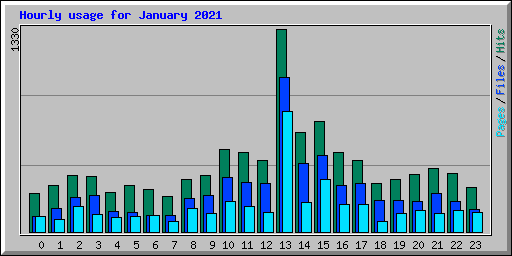 Hourly usage for January 2021
1330
Pages/Files/Hits
0 1 2 3 4 5 6 7 8 9 10 11 12 13 14 15 16 17 18 19 20 21 22 23